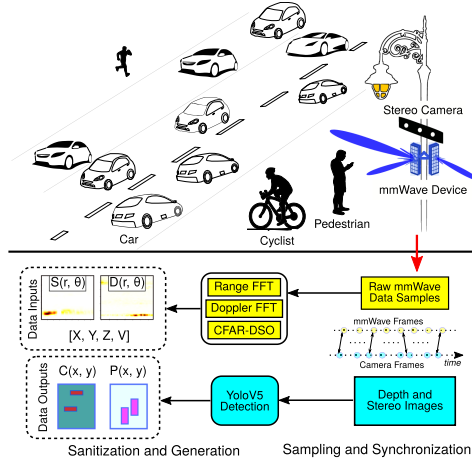 Stereo Camera
mmWave Device
Pedestrian
Car
Cyclist
Data Inputs
S(r, θ)
D(r, θ)
[X, Y, Z, V]
Range FFT
Doppler FFT
CFAR-DSO
Raw mmWave
Data Samples
mmWave Frames
Camera Frames
time
Data Outputs
C(x, y)
P(x, y)
YoloV5
Detection
Depth and
Stereo Images
Sanitization and Generation
Sampling and Synchronization